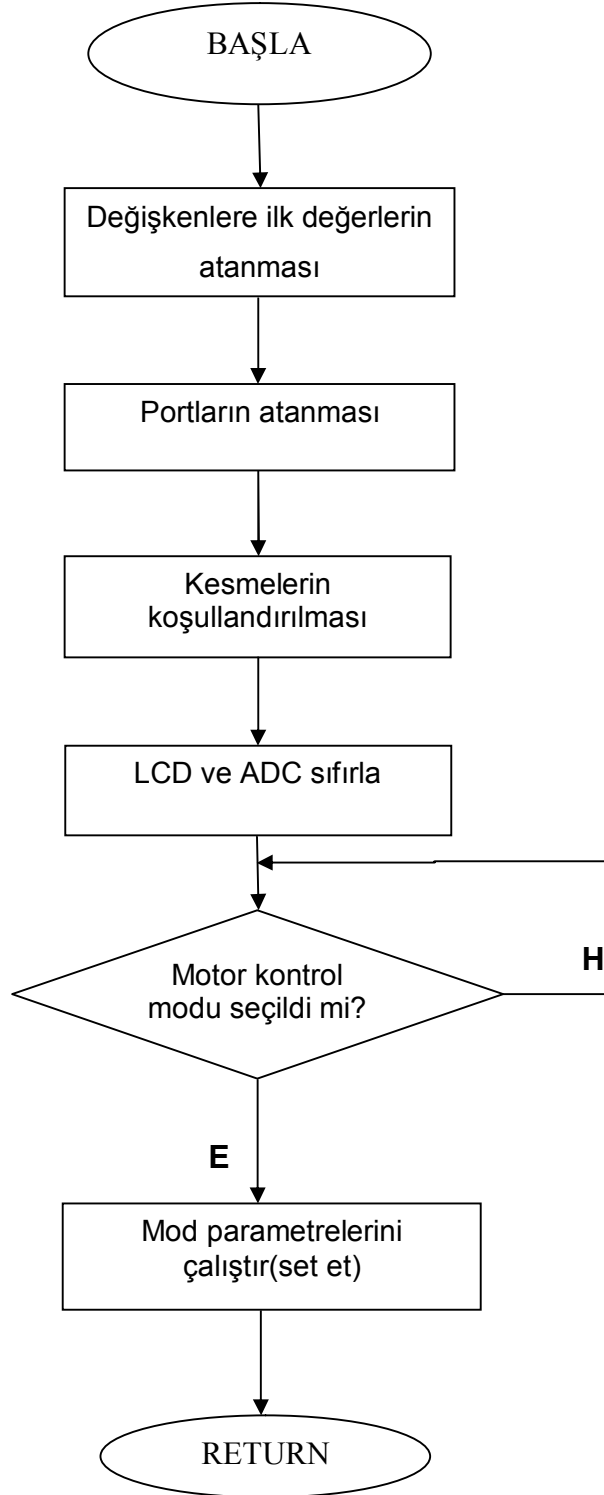 BAŞLA
Değişkenlere ilk değerlerin
atanması
Portların atanması
Kesmelerin
koşullandırılması
LCD ve ADC sıfırla
Motor kontrol
modu seçildi mi?
H
E
Mod parametrelerini
çalıştır(set et)
RETURN